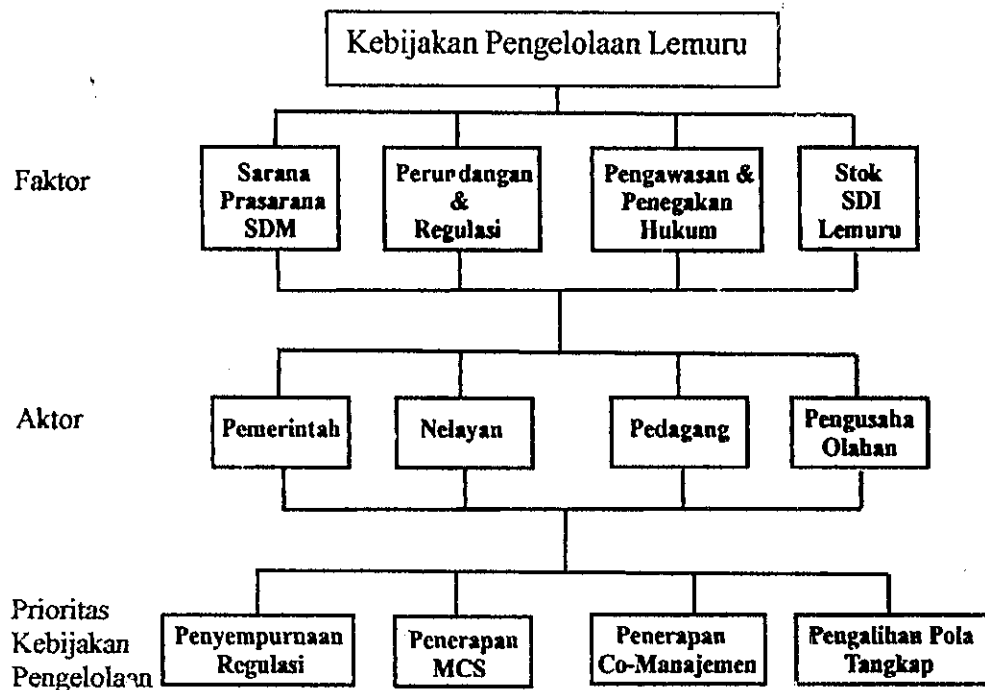 Kebijakan Pengelolaan Lemuru
Faktor
Sarana
Prasarana
SDM
Perundangan
&
Regulasi
Pengawasan &
Penegakan
Hukum
Stok
SDI
Lemuru
Aktor
Pemerintah
Nelayan
Pedagang
Pengusaha
Olahan
Prioritas
Kebijakan
Pengelolaan
Penyempurnaan
Regulasi
Penerapan
MCS
Penerapan
Co-Manajemen
Pengalihan Pola
Tangkap